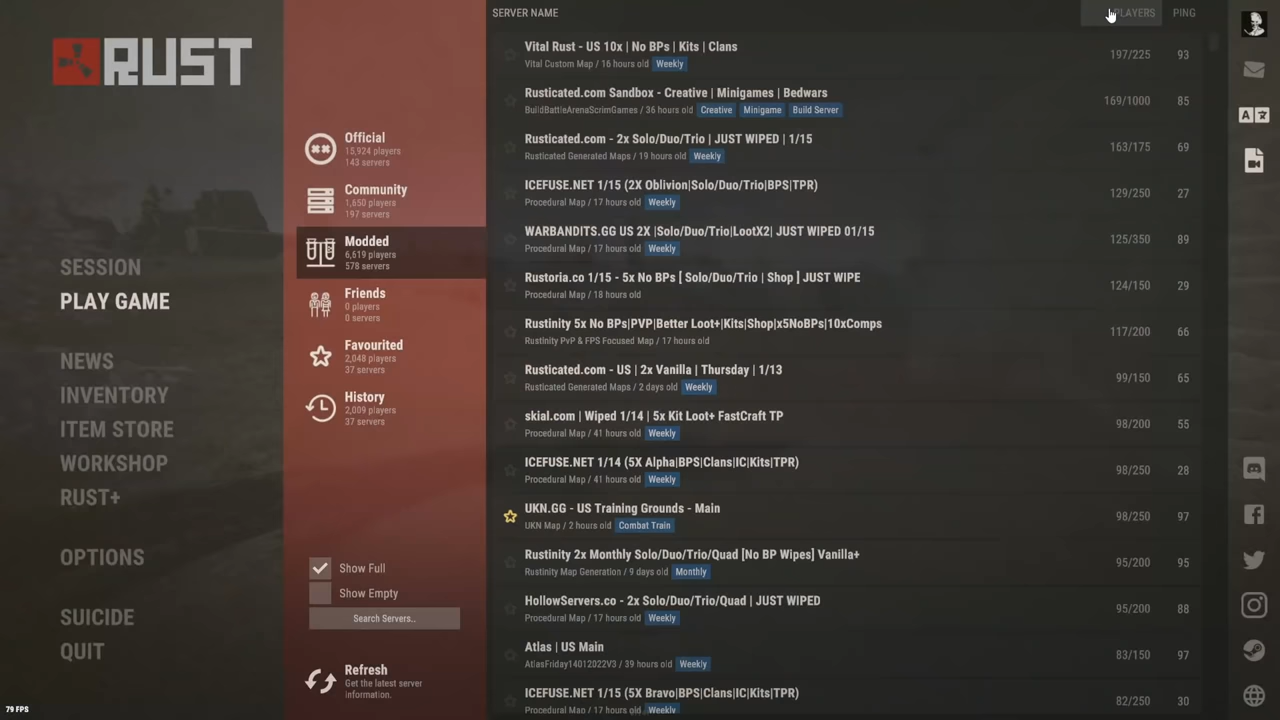 RUST
SESSION
PLAY GAME
NEWS
INVENTORY
ITEM STORE
WORKSHOP
RUST+
OPTIONS
SUICIDE
QUIT
79 FPS
Official
15,924 players
143 servers
Community
1,650 players
197 servers
Modded
6,619 players
578 servers
Friends
0 players
0 servers
Favourited
2,048 players
37 servers
History
2,009 players
37 servers
Show Full
Show Empty
Search Servers..
Refresh
Get the latest server
information.
SERVER NAME PLAYERS PING
Vital Rust - US 10x | No BPs | Kits | Clans 197/225 93
Vital Custom Map / 16 hours old Weekly
Rusticated.com Sandbox - Creative | Minigames | Bedwars 169/1000 85
BuildBattleArenaScrimGames / 36 hours old Creative Minigame Build Server
Rusticated.com - 2x Solo/Duo/Trio | JUST WIPED | 1/15 163/175 69
Rusticated Generated Maps / 19 hours old Weekly
ICEFUSE.NET 1/15 (2X Oblivion|Solo/Duo/Trio|BPS|TPR) 129/250 27
Procedural Map / 17 hours old Weekly
WARBANDITS.GG US 2X |Solo/Duo/Trio|LootX2| JUST WIPED 01/15 125/350 89
Procedural Map / 17 hours old Weekly
Rustoria.co 1/15 - 5x No BPs [ Solo/Duo/Trio | Shop ] JUST WIPE 124/150 29
Procedural Map / 18 hours old
Rustinity 5x No BPs|PVP|Better Loot+|Kits|Shop|x5NoBPs|10xComps 117/200 66
Rustinity PvP & FPS Focused Map / 17 hours old
Rusticated.com - US | 2x Vanilla | Thursday | 1/13 99/150 65
Rusticated Generated Maps / 2 days old Weekly
skial.com | Wiped 1/14 | 5x Kit Loot+ FastCraft TP 98/200 55
Procedural Map / 41 hours old Weekly
ICEFUSE.NET 1/14 (5X Alpha|BPS|Clans|IC|Kits|TPR) 98/250 28
Procedural Map / 41 hours old Weekly
UKN.GG - US Training Grounds - Main 98/250 97
UKN Map / 2 hours old Combat Train
Rustinity 2x Monthly Solo/Duo/Trio/Quad [No BP Wipes] Vanilla+ 95/200 95
Rustinity Map Generation / 9 days old Monthly
HollowServers.co - 2x Solo/Duo/Trio/Quad | JUST WIPED 95/200 88
Procedural Map / 17 hours old Weekly
Atlas | US Main 83/150 97
AtlasFriday14012022V3 / 39 hours old Weekly
ICEFUSE.NET 1/15 (5X Bravo|BPS|Clans|IC|Kits|TPR) 82/250 30
Procedural Map / 17 hours old Weekly